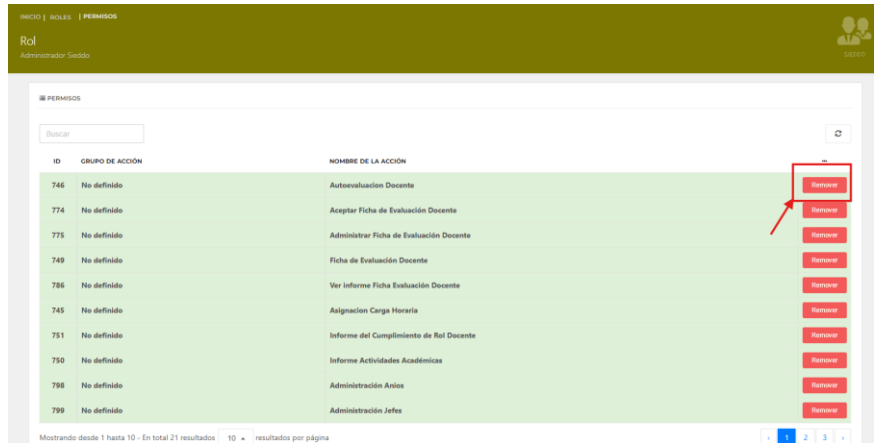 INICIO | ROLES | PERMISOS
Rol
Administrador Sieddo
SIEDDO
PERMISOS
Buscar
ID GRUPO DE ACCIÓN NOMBRE DE LA ACCIÓN ...
746 No definido Autoevaluacion Docente Remover
774 No definido Aceptar Ficha de Evaluación Docente Remover
775 No definido Administrar Ficha de Evaluación Docente Remover
749 No definido Ficha de Evaluación Docente Remover
786 No definido Ver informe Ficha Evaluación Docente Remover
745 No definido Asignacion Carga Horaria Remover
751 No definido Informe del Cumplimiento de Rol Docente Remover
750 No definido Informe Actividades Académicas Remover
798 No definido Administración Anios Remover
799 No definido Administración Jefes Remover
Mostrando desde 1 hasta 10 - En total 21 resultados 10 resultados por página ‹ 1 2 3 ›